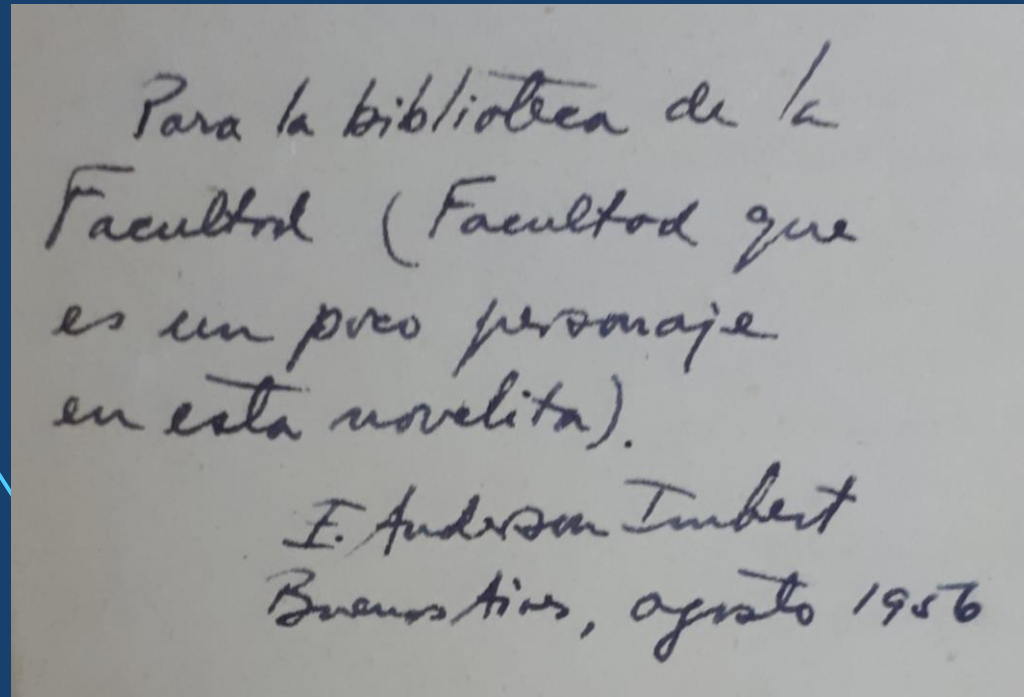 Para la biblioteca de la
Facultad (Facultad que
es un poco personaje
en esta novelita).
E. Anderson Imbert
Buenos Aires, agosto 1956